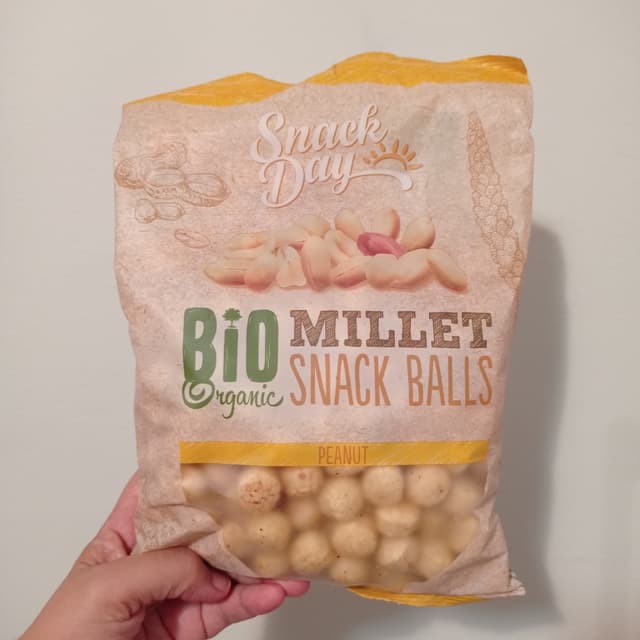 Snack
Day
BIO
Organic
MILLET
SNACK BALLS
PEANUT